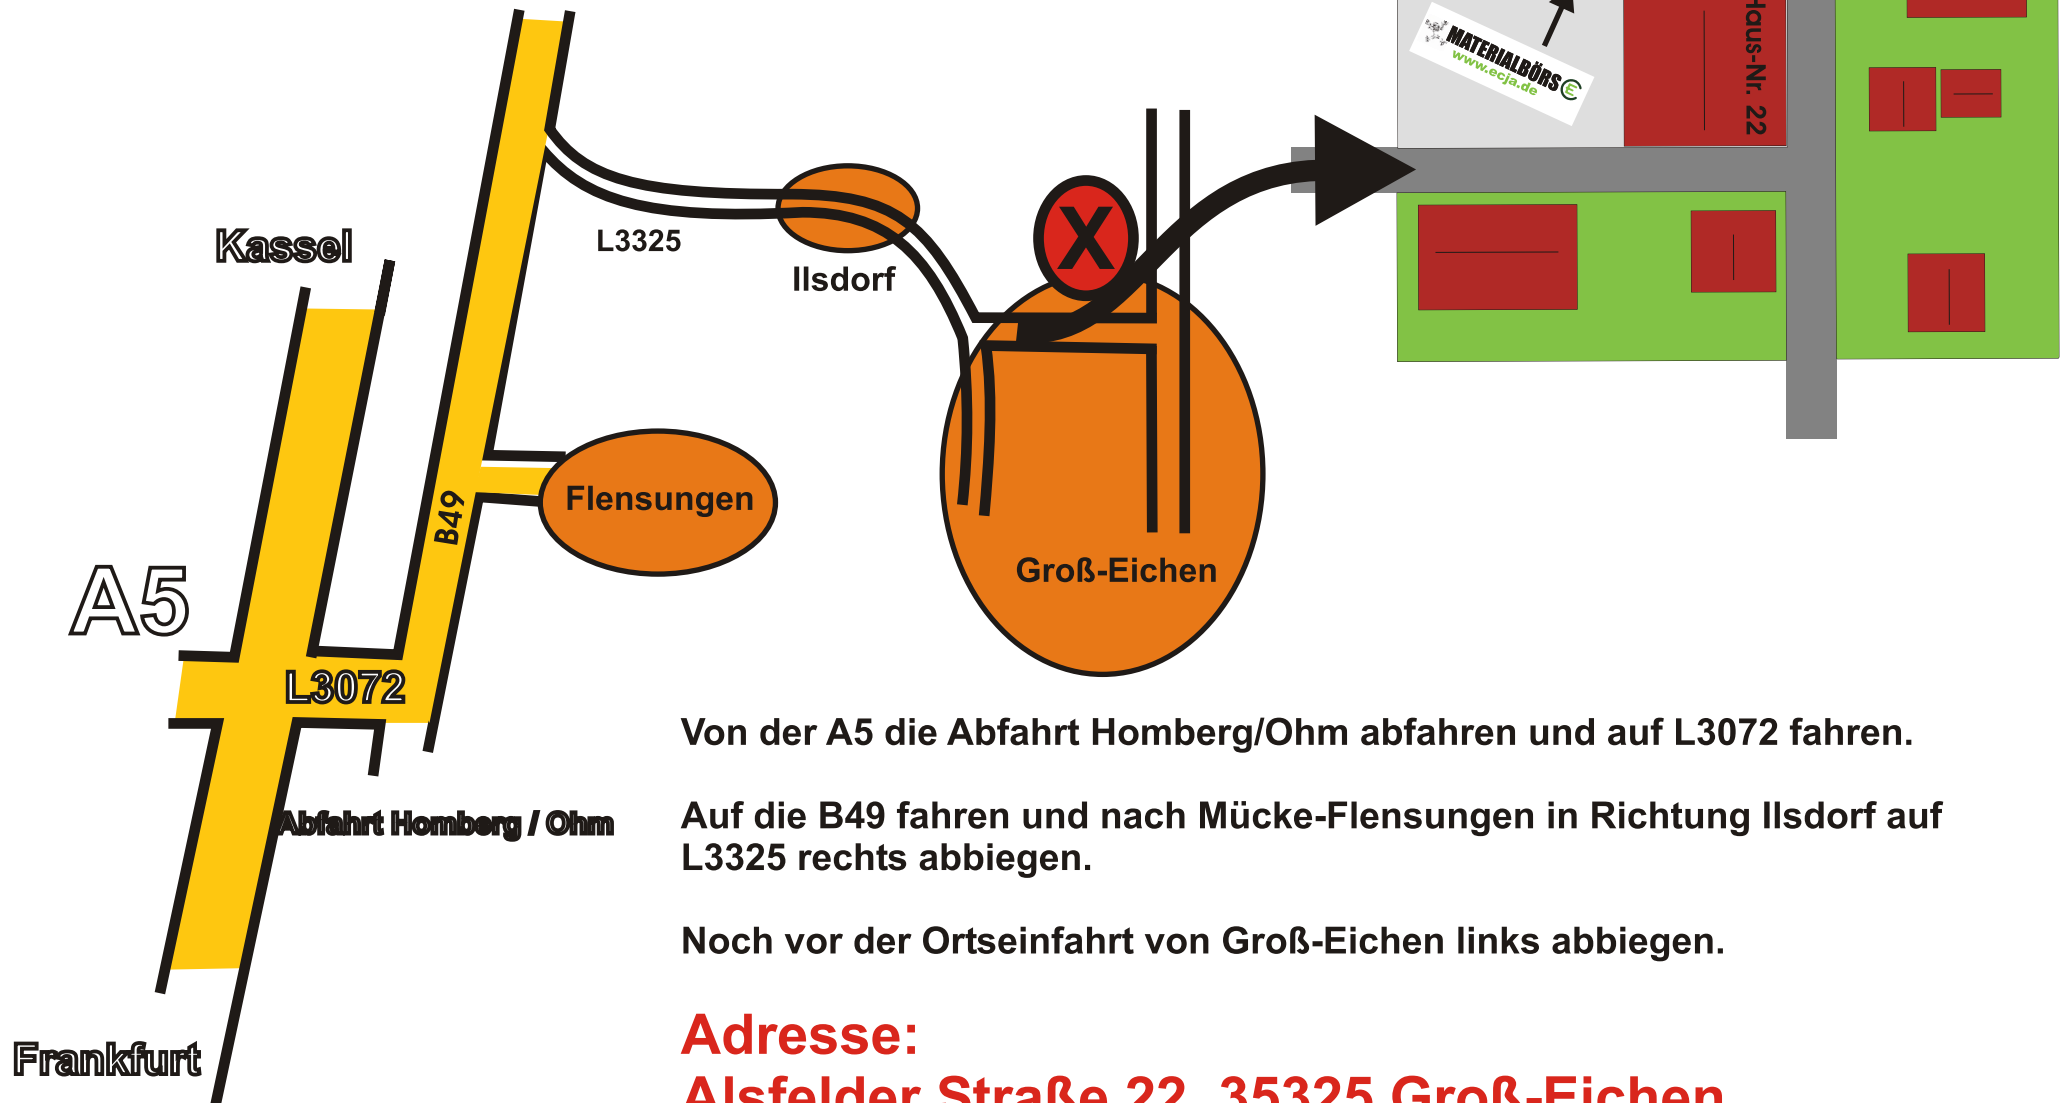 Haus-Nr. 22
MATERIALBÖRSE
www.ecja.de
Kassel
L3325
Ilsdorf
X
Flensungen
B49
Groß-Eichen
A5
L3072
Abfahrt Homberg / Ohm
Frankfurt
Von der A5 die Abfahrt Homberg/Ohm abfahren und auf L3072 fahren.
Auf die B49 fahren und nach Mücke-Flensungen in Richtung Ilsdorf auf
L3325 rechts abbiegen.
Noch vor der Ortseinfahrt von Groß-Eichen links abbiegen.
Adresse:
Alsfelder Straße 22, 35325 Groß-Eichen